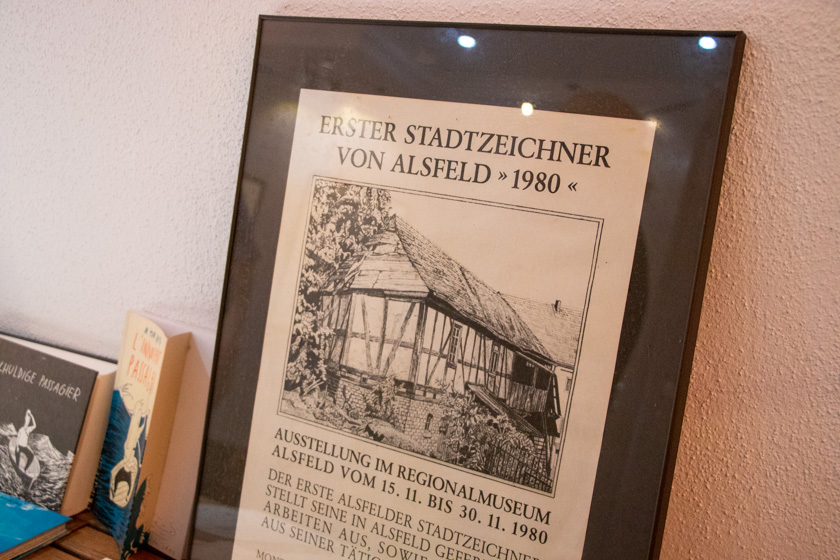 ERSTER STADTZEICHNER
VON ALSFELD »1980«
AUSSTELLUNG IM REGIONALMUSEUM
ALSFELD VOM 15. 11. BIS 30. 11. 1980
DER ERSTE ALSFELDER STADTZEICHNER
STELLT SEINE IN ALSFELD
ARBEITEN AUS, SOWIE
AUS SEINER
PASSAGIER